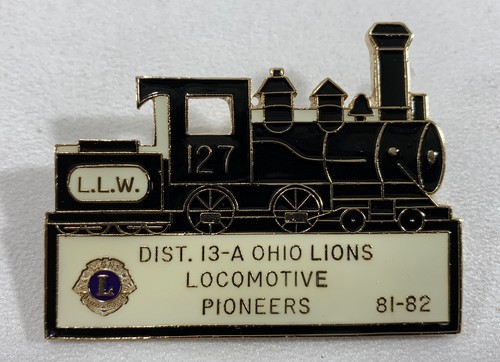 127
L.L.W.
DIST. 13-A OHIO LIONS
LOCOMOTIVE
PIONEERS 81-82
L